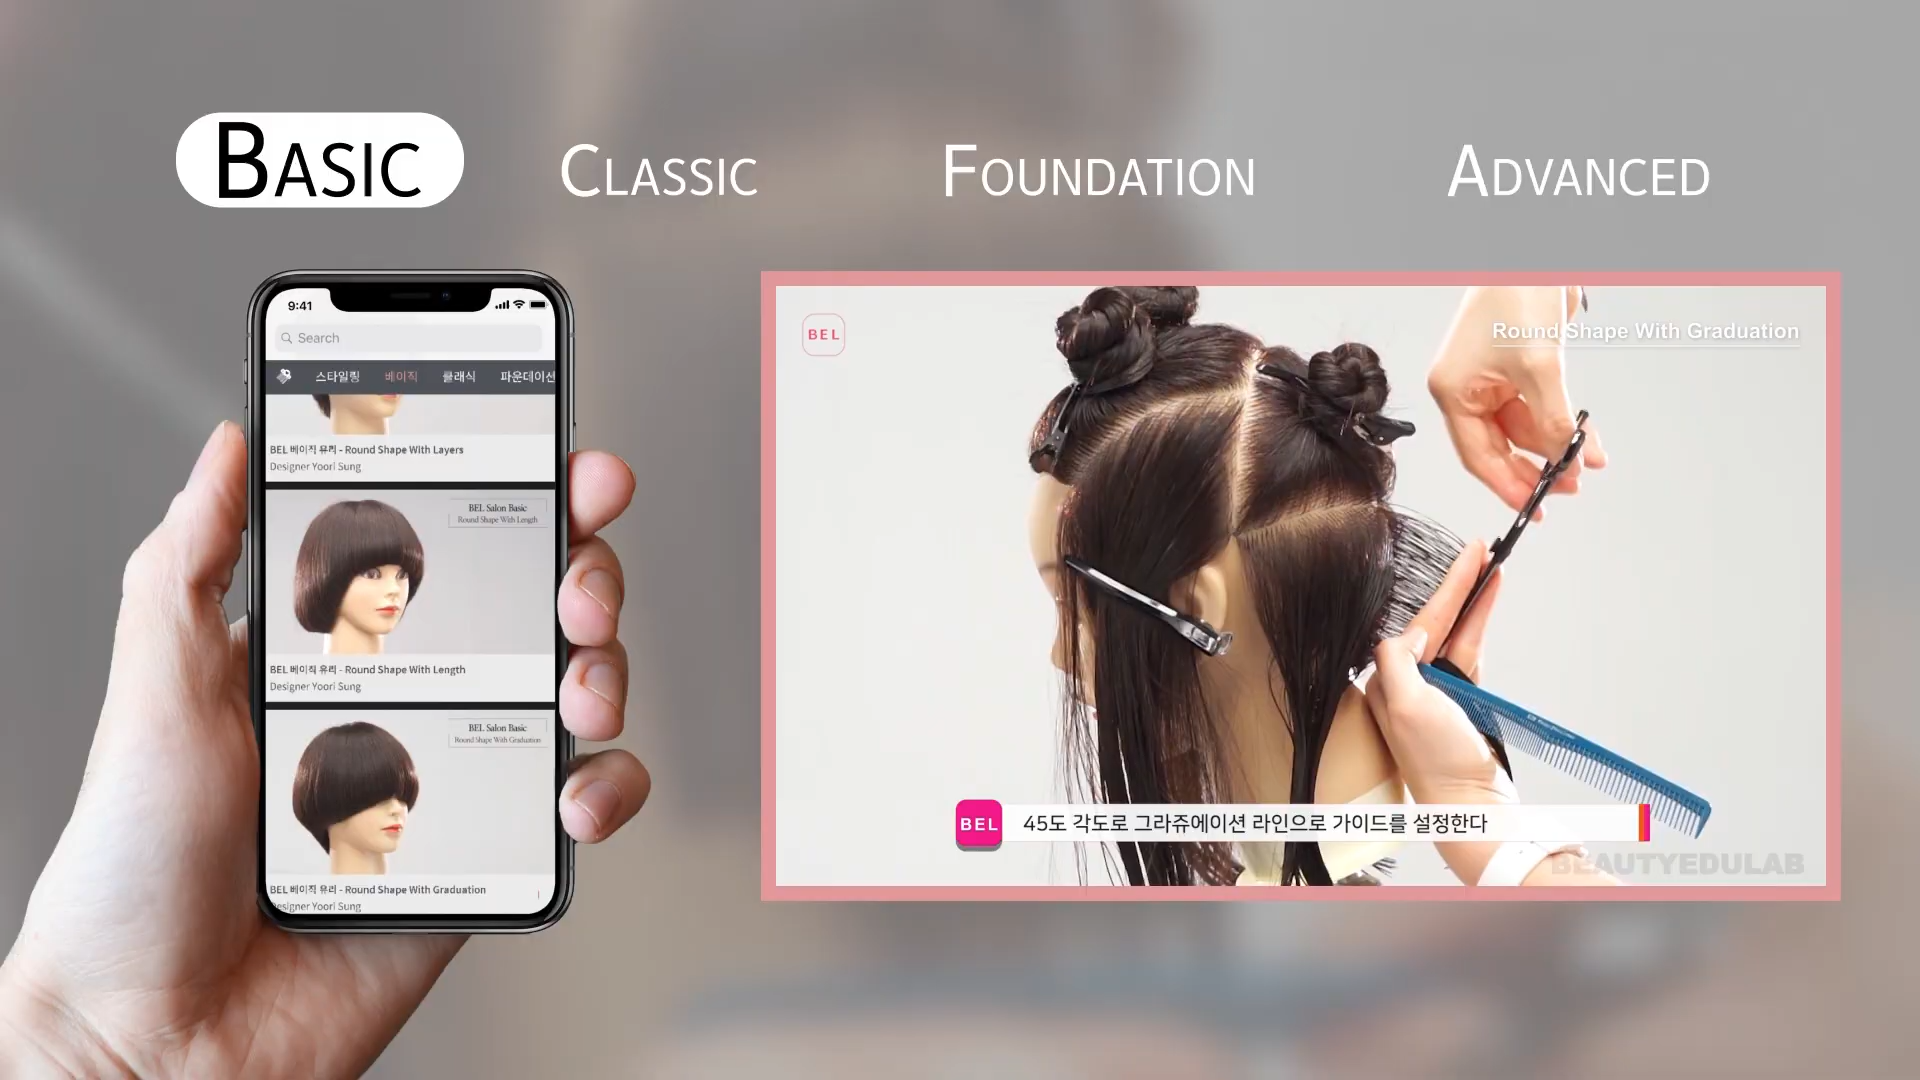 BASIC
CLASSIC
FOUNDATION
ADVANCED
9:41
Search
스타일링 베이직 클래식 파운데이션
BEL 베이직 유리 - Round Shape With Layers
Designer Yoori Sung
BEL Salon Basic
Round Shape With Length
BEL 베이직 유리 - Round Shape With Length
Designer Yoori Sung
BEL Salon Basic
Round Shape With Graduation
BEL 베이직 유리 - Round Shape With Graduation
Designer Yoori Sung
BEL
Round Shape With Graduation
BEL
45도 각도로 그라쥬에이션 라인으로 가이드를 설정한다
BEAUTYEDULAB